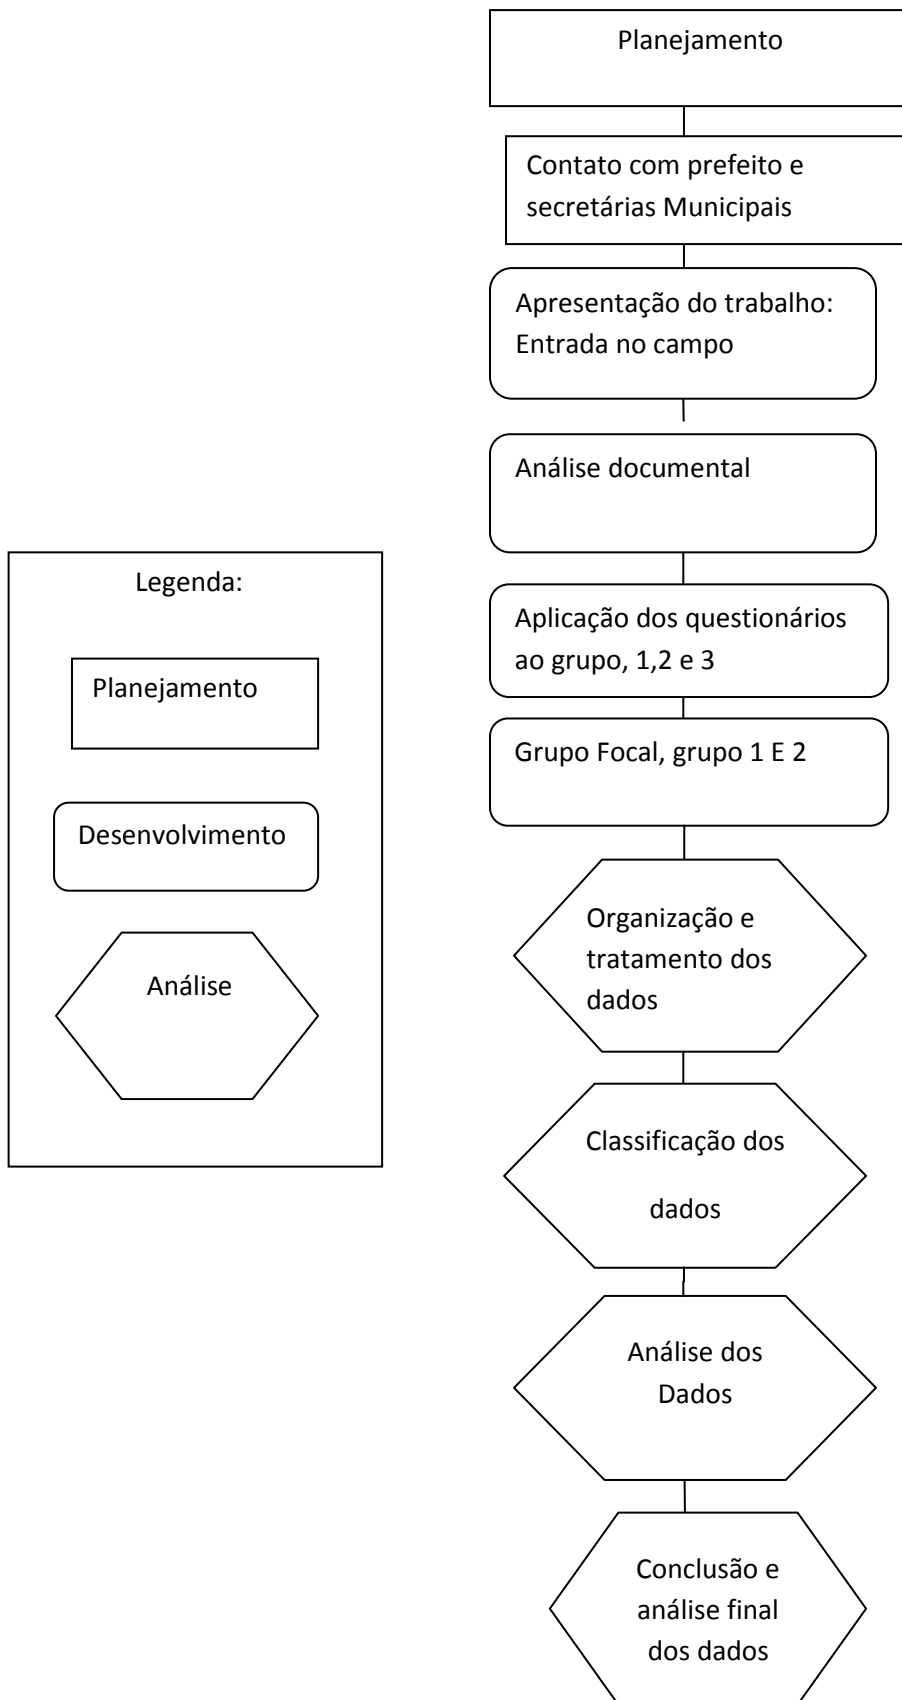 Planejamento
Contato com prefeito e
secretárias Municipais
Apresentação do trabalho:
Entrada no campo
Análise documental
Aplicação dos questionários
ao grupo, 1,2 e 3
Grupo Focal, grupo 1 E 2
Organização e
tratamento dos
dados
Classificação dos
dados
Análise dos
Dados
Conclusão e
análise final
dos dados
Legenda:
Planejamento
Desenvolvimento
Análise